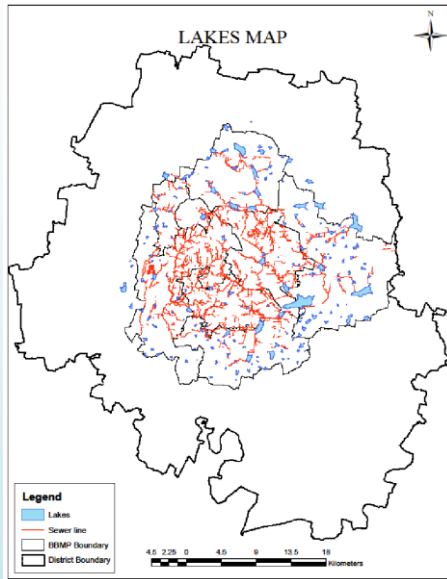 N
LAKES MAP
Legend
Lakes
Sewer line
BBMP Boundary
District Boundary
4.5 2.25 0 4.5 9 13.5 18
Kilometers